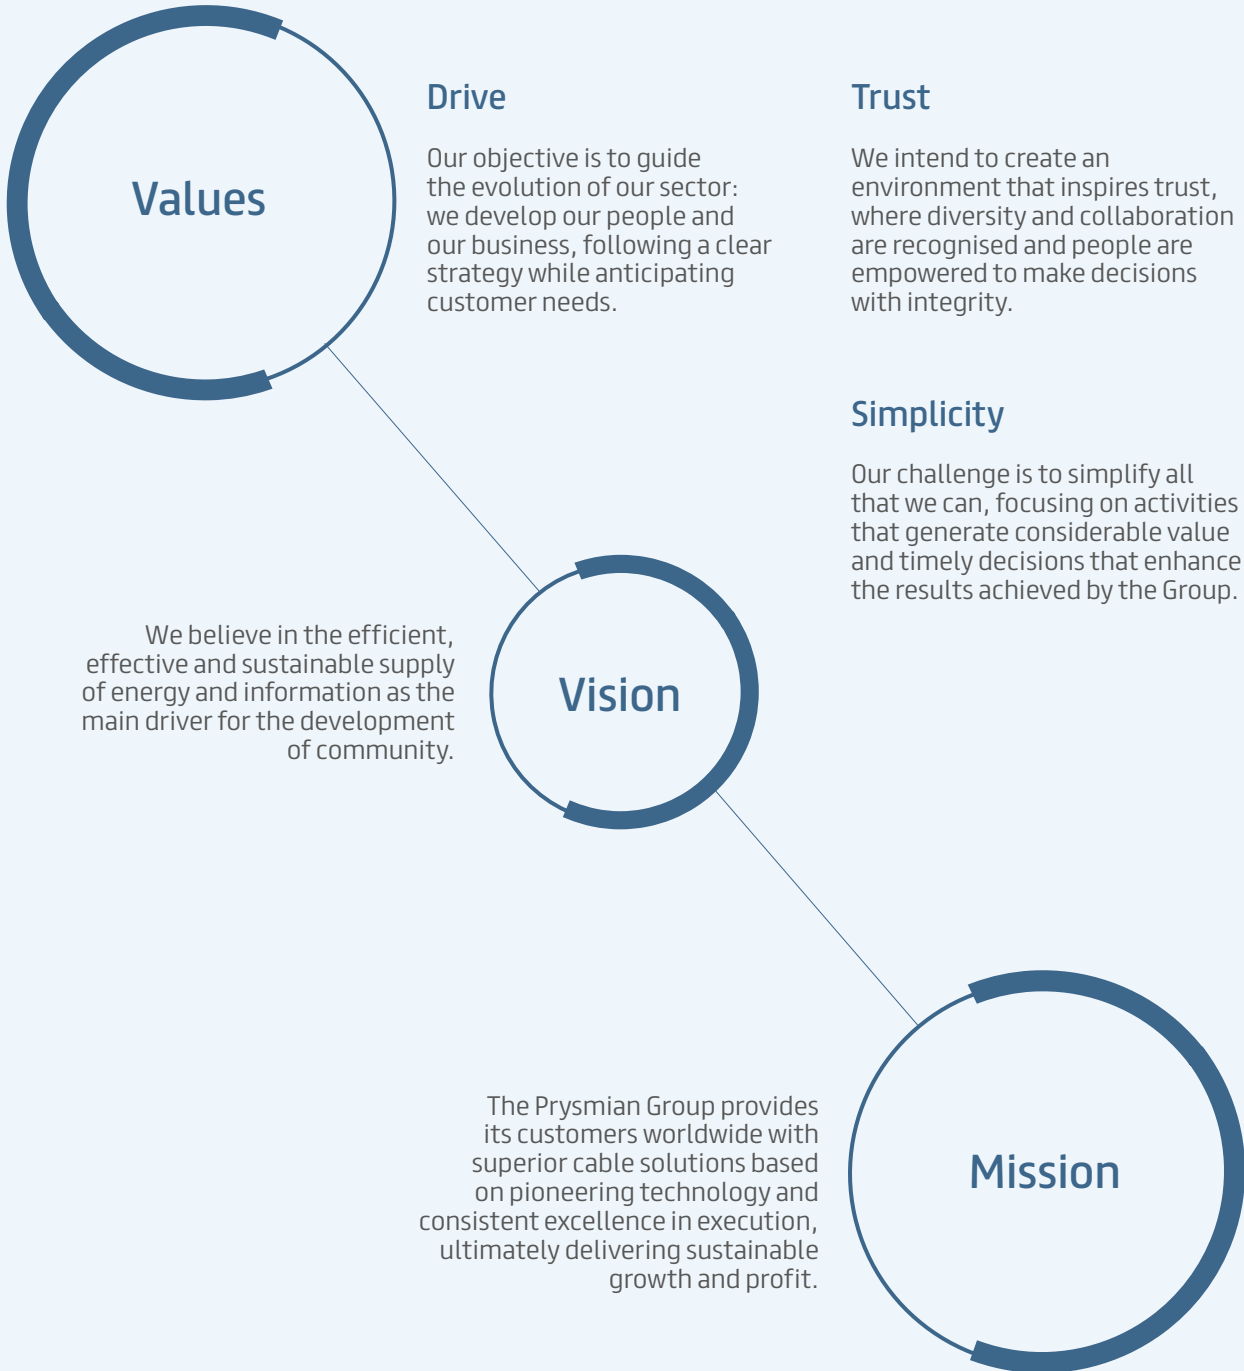 Values
Drive
Our objective is to guide
the evolution of our sector:
we develop our people and
our business, following a clear
strategy while anticipating
customer needs.
Trust
We intend to create an
environment that inspires trust,
where diversity and collaboration
are recognised and people are
empowered to make decisions
with integrity.
Simplicity
Our challenge is to simplify all
that we can, focusing on activities
that generate considerable value
and timely decisions that enhance
the results achieved by the Group.
We believe in the efficient,
effective and sustainable supply
of energy and information as the
main driver for the development
of community.
Vision
The Prysmian Group provides
its customers worldwide with
superior cable solutions based
on pioneering technology and
consistent excellence in execution,
ultimately delivering sustainable
growth and profit.
Mission